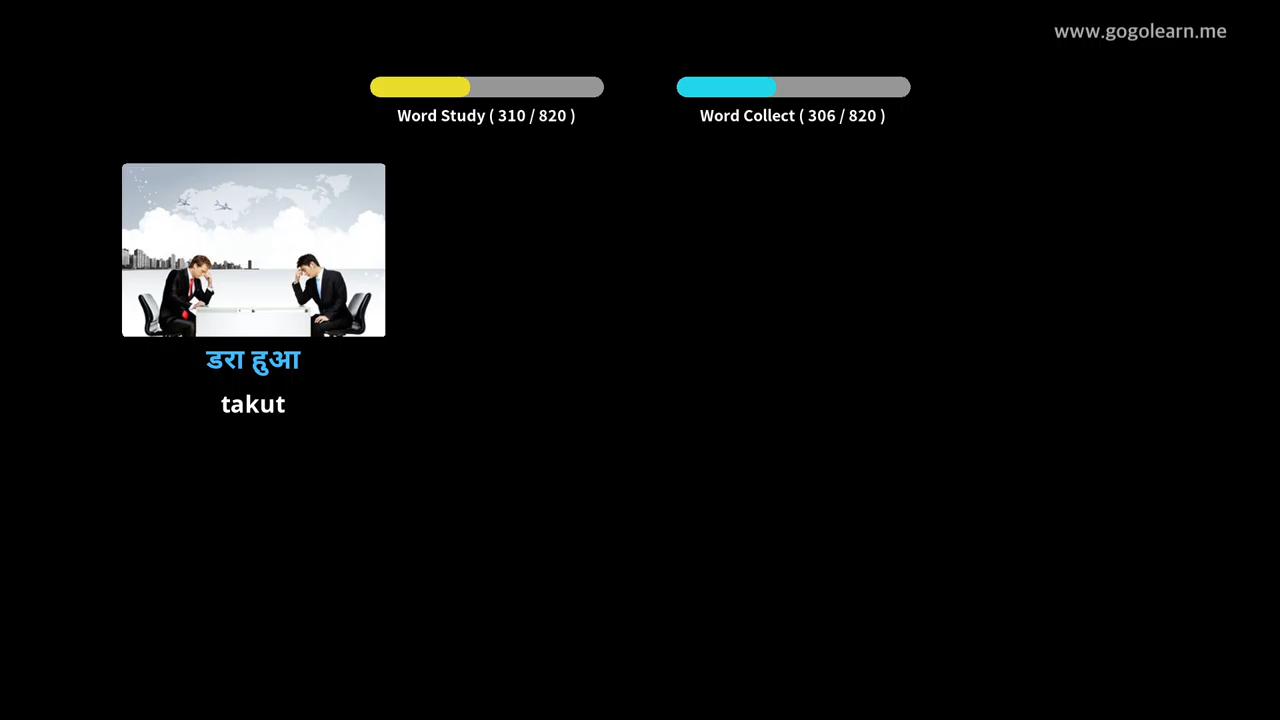 www.gogolearn.me
Word Study ( 310 / 820 )
Word Collect ( 306 / 820 )
डरा हुआ
takut